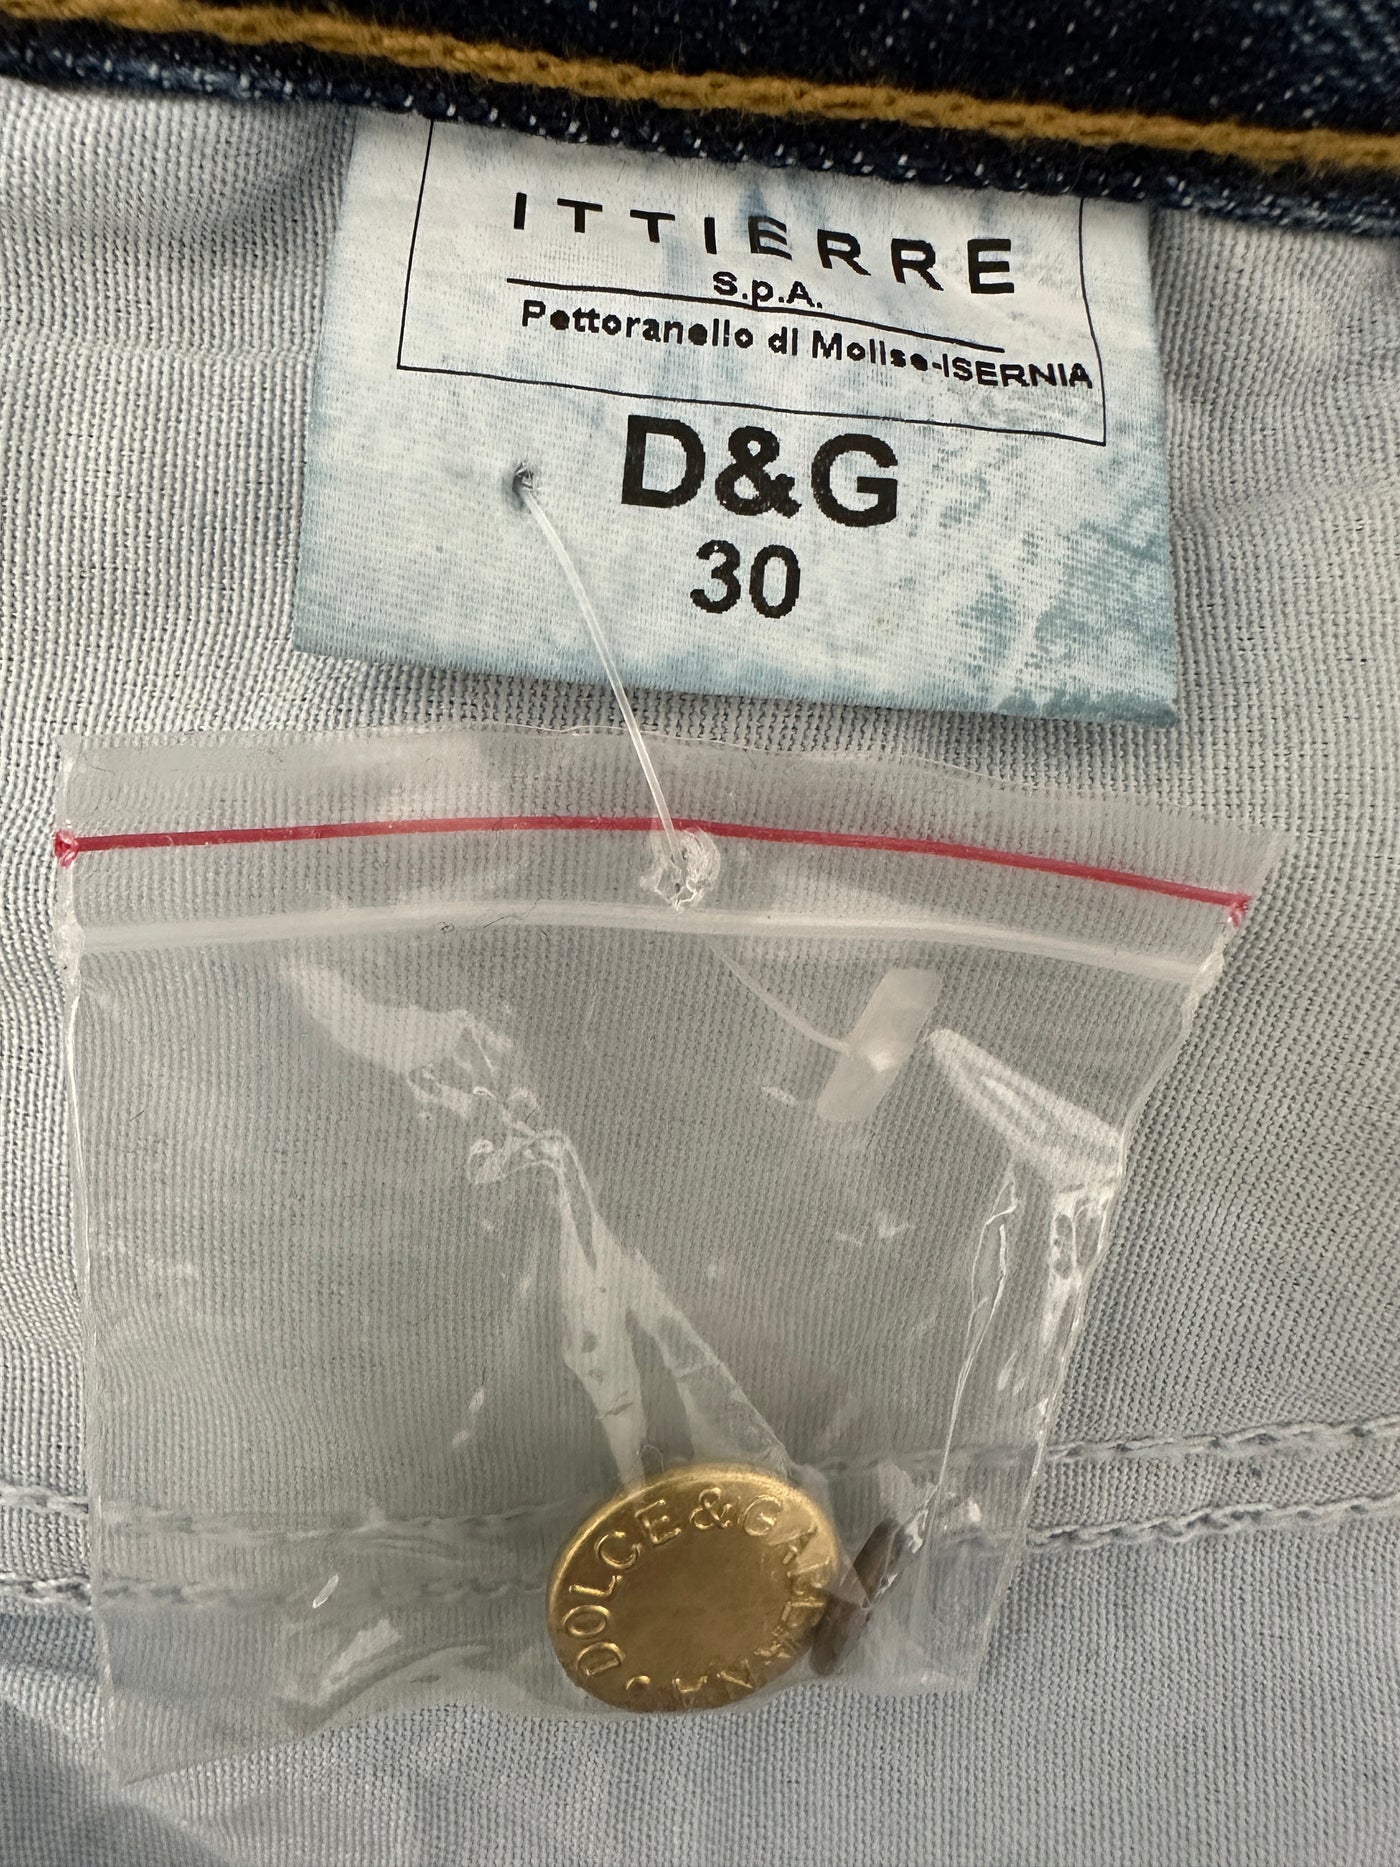 ITTIERRE
S.p.A.
Pettoranello di Molise-ISERNIA
D&G
30
DOLCE&GABBANA